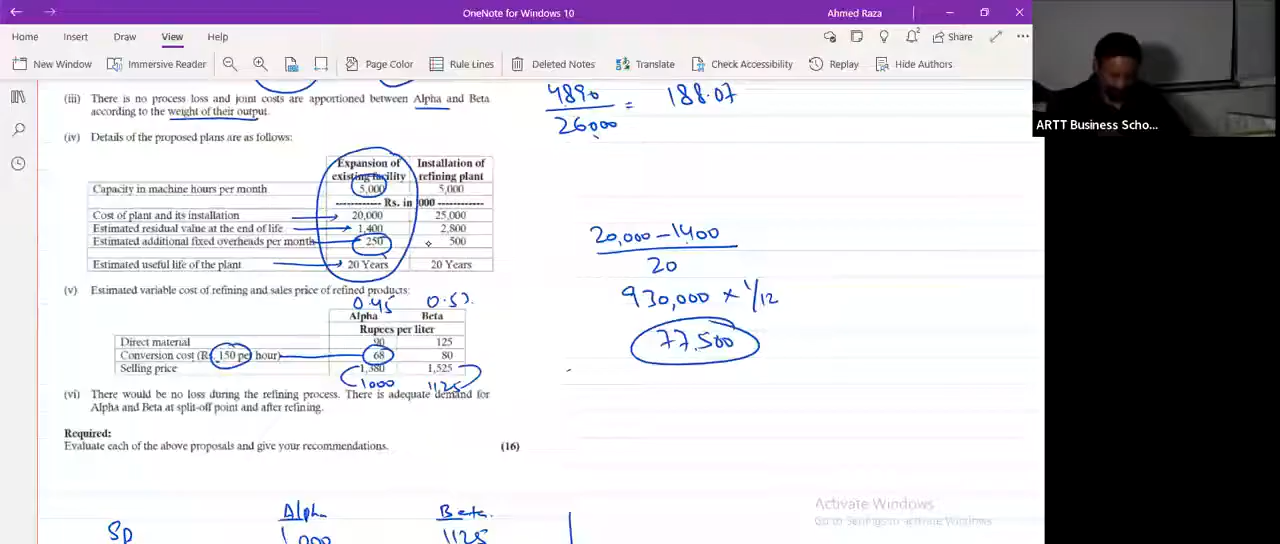 OneNote for Windows 10
Ahmed Raza
Home Insert Draw View Help
Share
New Window Immersive Reader Page Color Rule Lines Deleted Notes Translate Check Accessibility Replay Hide Authors
(iii) There is no process loss and joint costs are apportioned between Alpha and Beta
according to the weight of their output.
4890
26000
= 188.07
ARTT Business Scho...
(iv) Details of the proposed plans are as follows:
Expansion of existing facility
Installation of refining plant
Capacity in machine hours per month 5,000 5,000
----------- Rs. in '000 -----------
Cost of plant and its installation 20,000 25,000
Estimated residual value at the end of life 1,400 2,800
Estimated additional fixed overheads per month 250 500
Estimated useful life of the plant 20 Years 20 Years
20,000 - 1400
20
930,000 × 1/12
77,500
(v) Estimated variable cost of refining and sales price of refined products:
0.45 0.53
Alpha Beta
Rupees per liter
Direct material 90 125
Conversion cost (Rs. 150 per hour) 68 80
Selling price 1,380 1,525
1000 1125
(vi) There would be no loss during the refining process. There is adequate demand for
Alpha and Beta at split-off point and after refining.
Required:
Evaluate each of the above proposals and give your recommendations. (16)
Activate Windows
Go to Settings to activate Windows
Alpha Beta
Sp 1000 1125